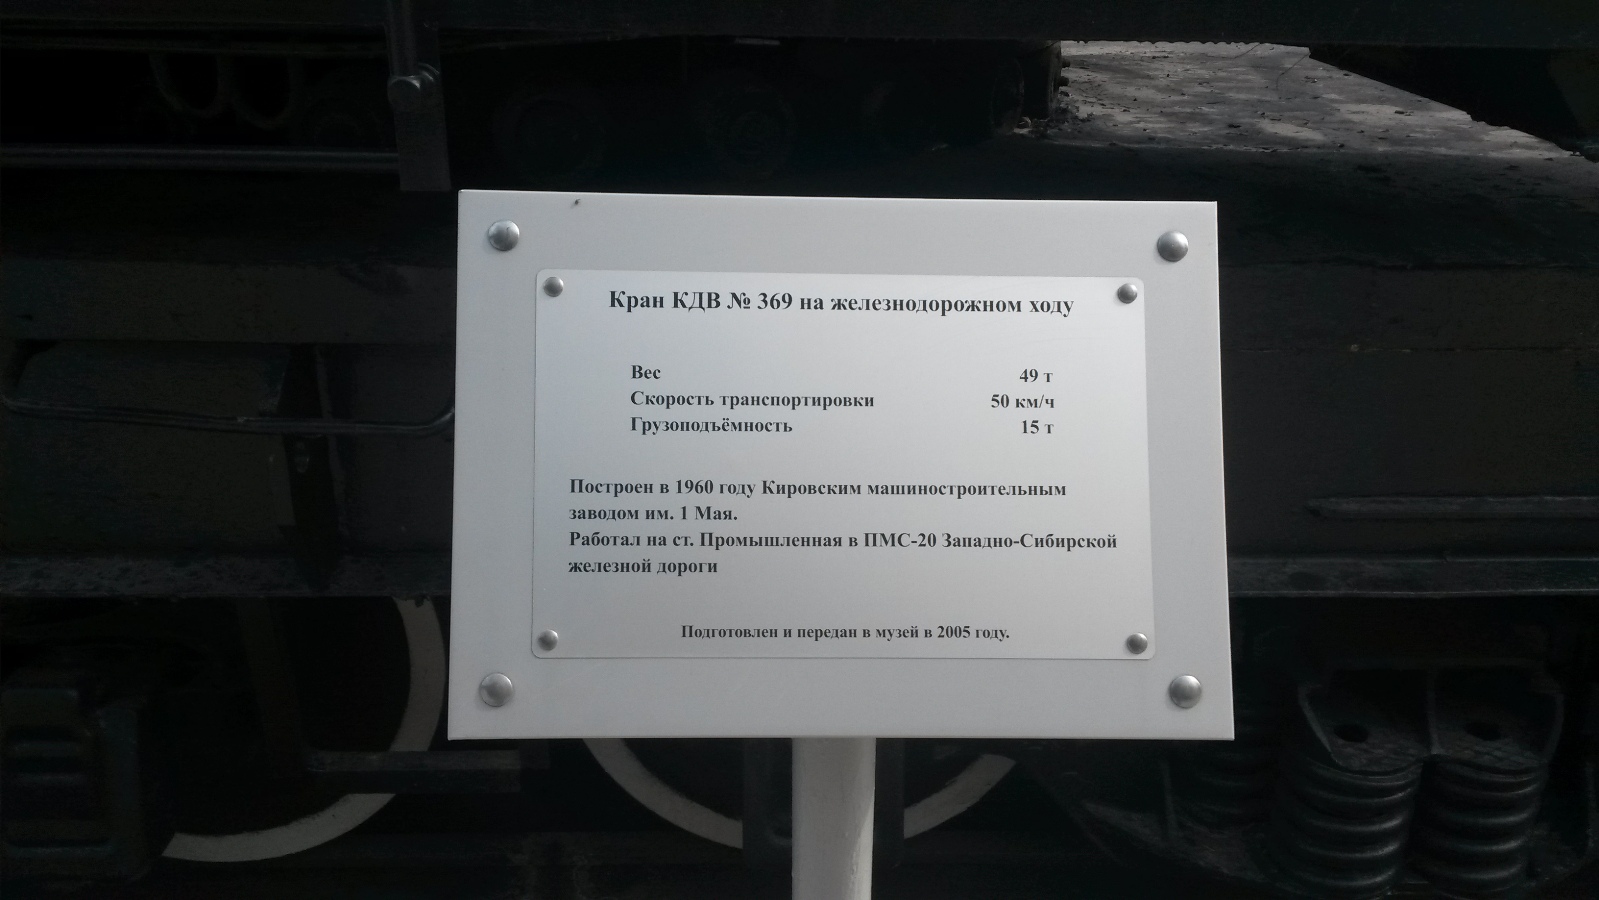 Кран КДВ № 369 на железнодорожном ходу
Вес 49 т
Скорость транспортировки 50 км/ч
Грузоподъёмность 15 т
Построен в 1960 году Кировским машиностроительным
заводом им. 1 Мая.
Работал на ст. Промышленная в ПМС-20 Западно-Сибирской
железной дороги
Подготовлен и передан в музей в 2005 году.